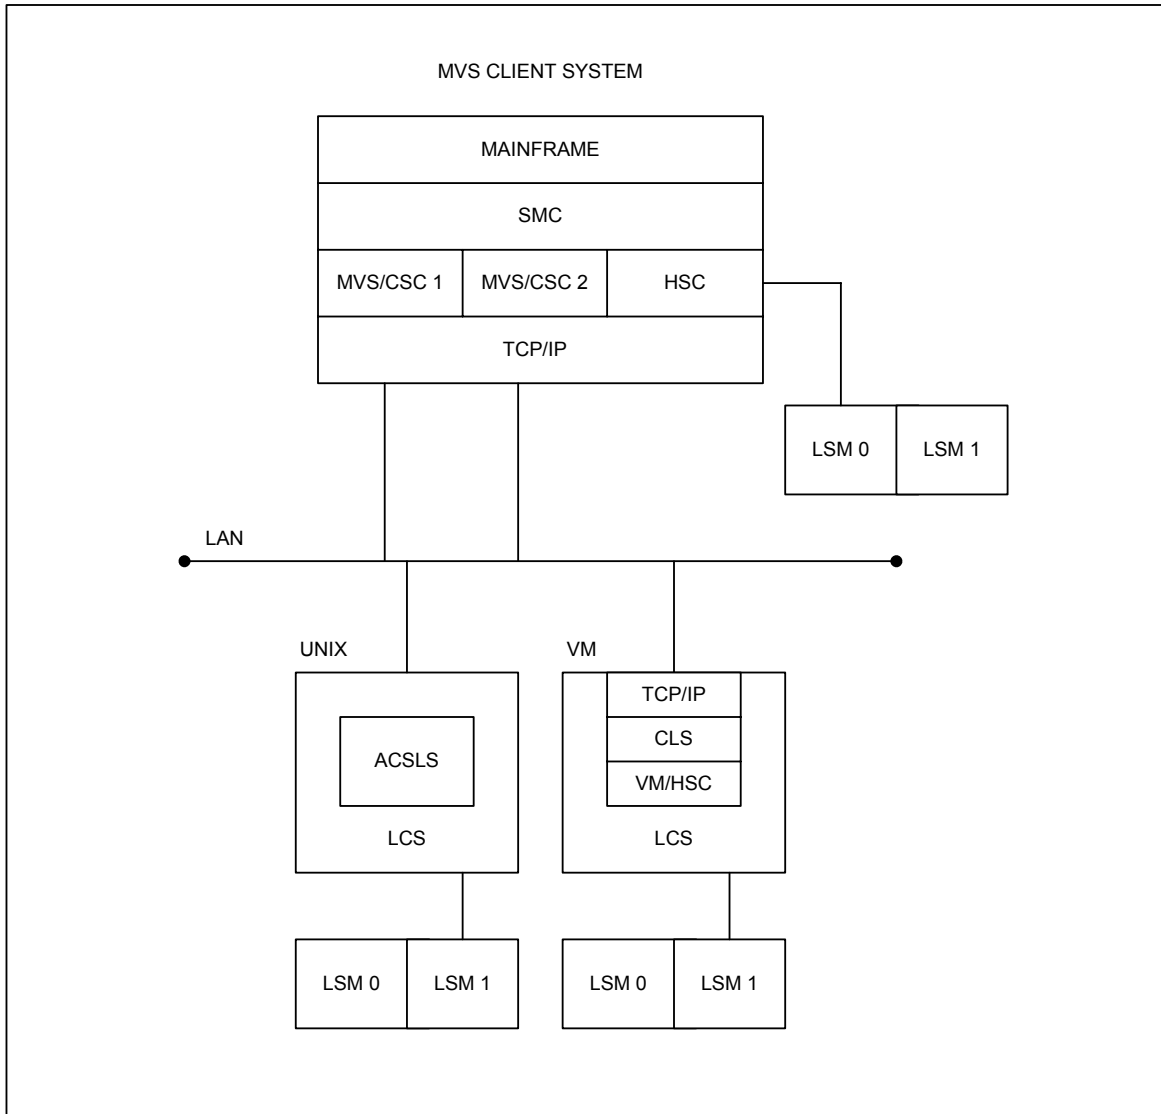 MVS CLIENT SYSTEM
MAINFRAME
SMC
MVS/CSC 1
MVS/CSC 2
HSC
TCP/IP
LSM 0
LSM 1
LAN
UNIX
VM
TCP/IP
ACSLS
CLS
VM/HSC
LCS
LCS
LSM 0
LSM 1
LSM 0
LSM 1